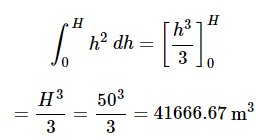 ∫₀ᴴ h² dh = [h³/3]₀ᴴ
= H³/3 = 50³/3 = 41666.67 m³